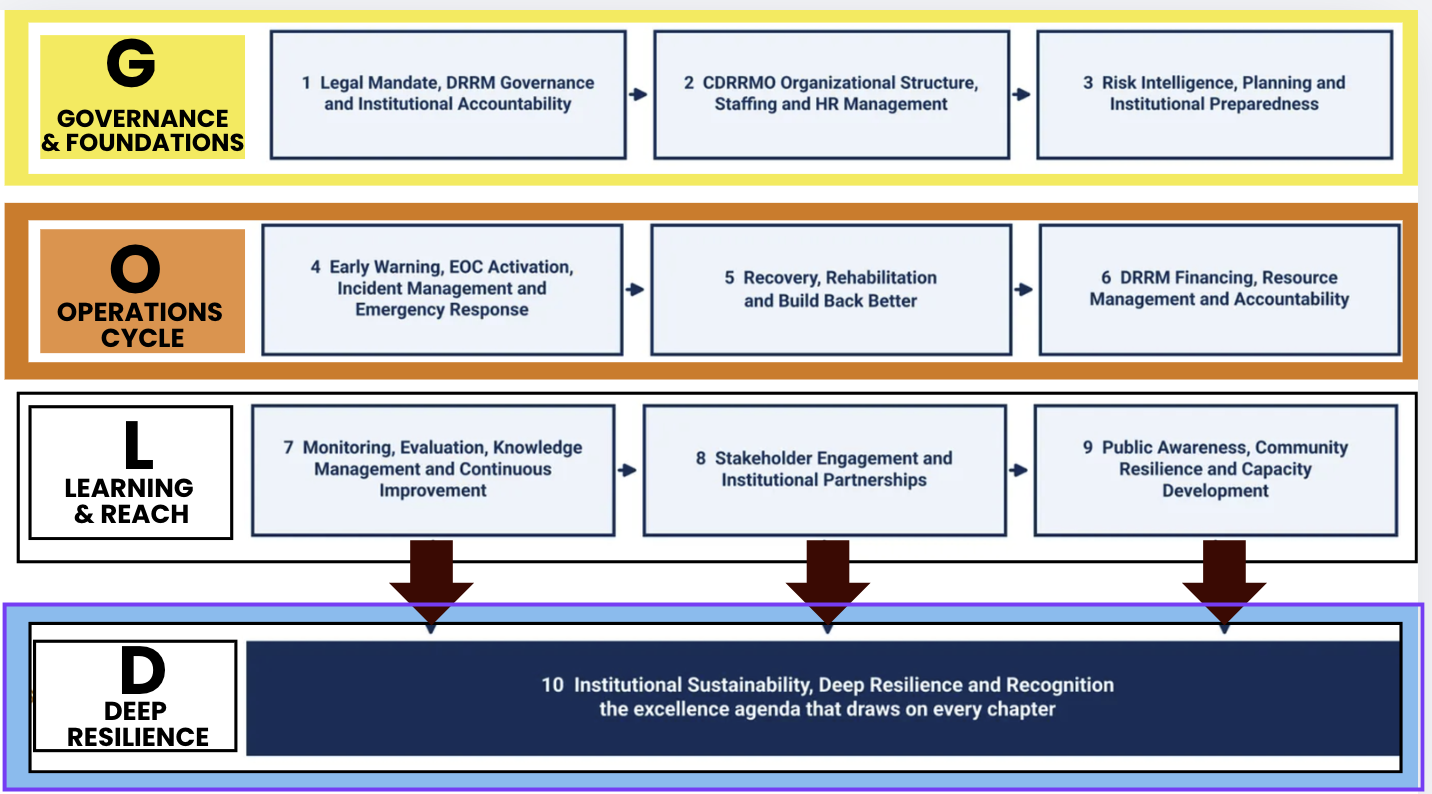 G
GOVERNANCE
& FOUNDATIONS
1 Legal Mandate, DRRM Governance
and Institutional Accountability
2 CDRRMO Organizational Structure,
Staffing and HR Management
3 Risk Intelligence, Planning and
Institutional Preparedness
O
OPERATIONS
CYCLE
4 Early Warning, EOC Activation,
Incident Management and
Emergency Response
5 Recovery, Rehabilitation
and Build Back Better
6 DRRM Financing, Resource
Management and Accountability
L
LEARNING
& REACH
7 Monitoring, Evaluation, Knowledge
Management and Continuous
Improvement
8 Stakeholder Engagement and
Institutional Partnerships
9 Public Awareness, Community
Resilience and Capacity
Development
D
DEEP
RESILIENCE
10 Institutional Sustainability, Deep Resilience and Recognition
the excellence agenda that draws on every chapter